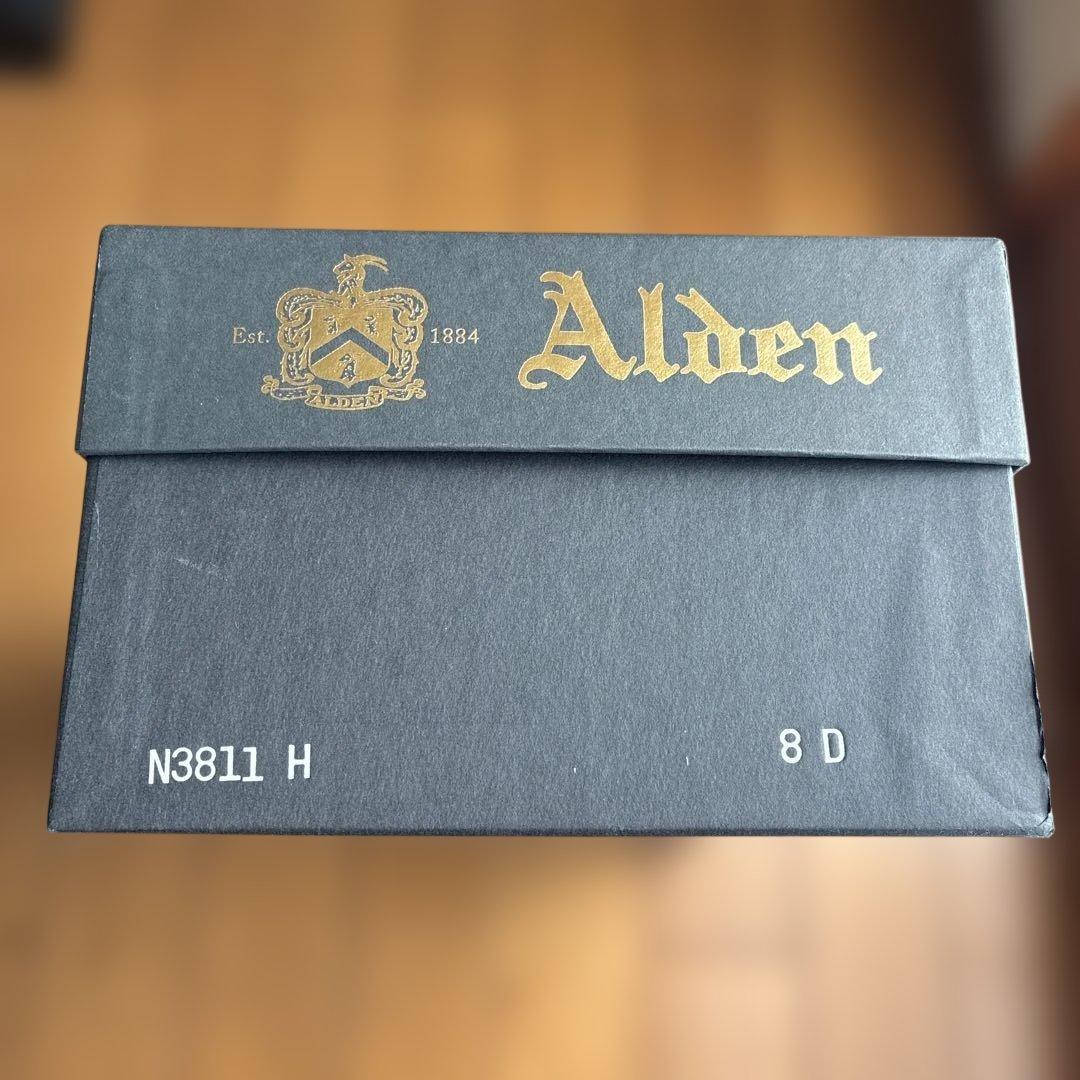 Est. 1884 Alden
ALDEN
N3811 H 8 D